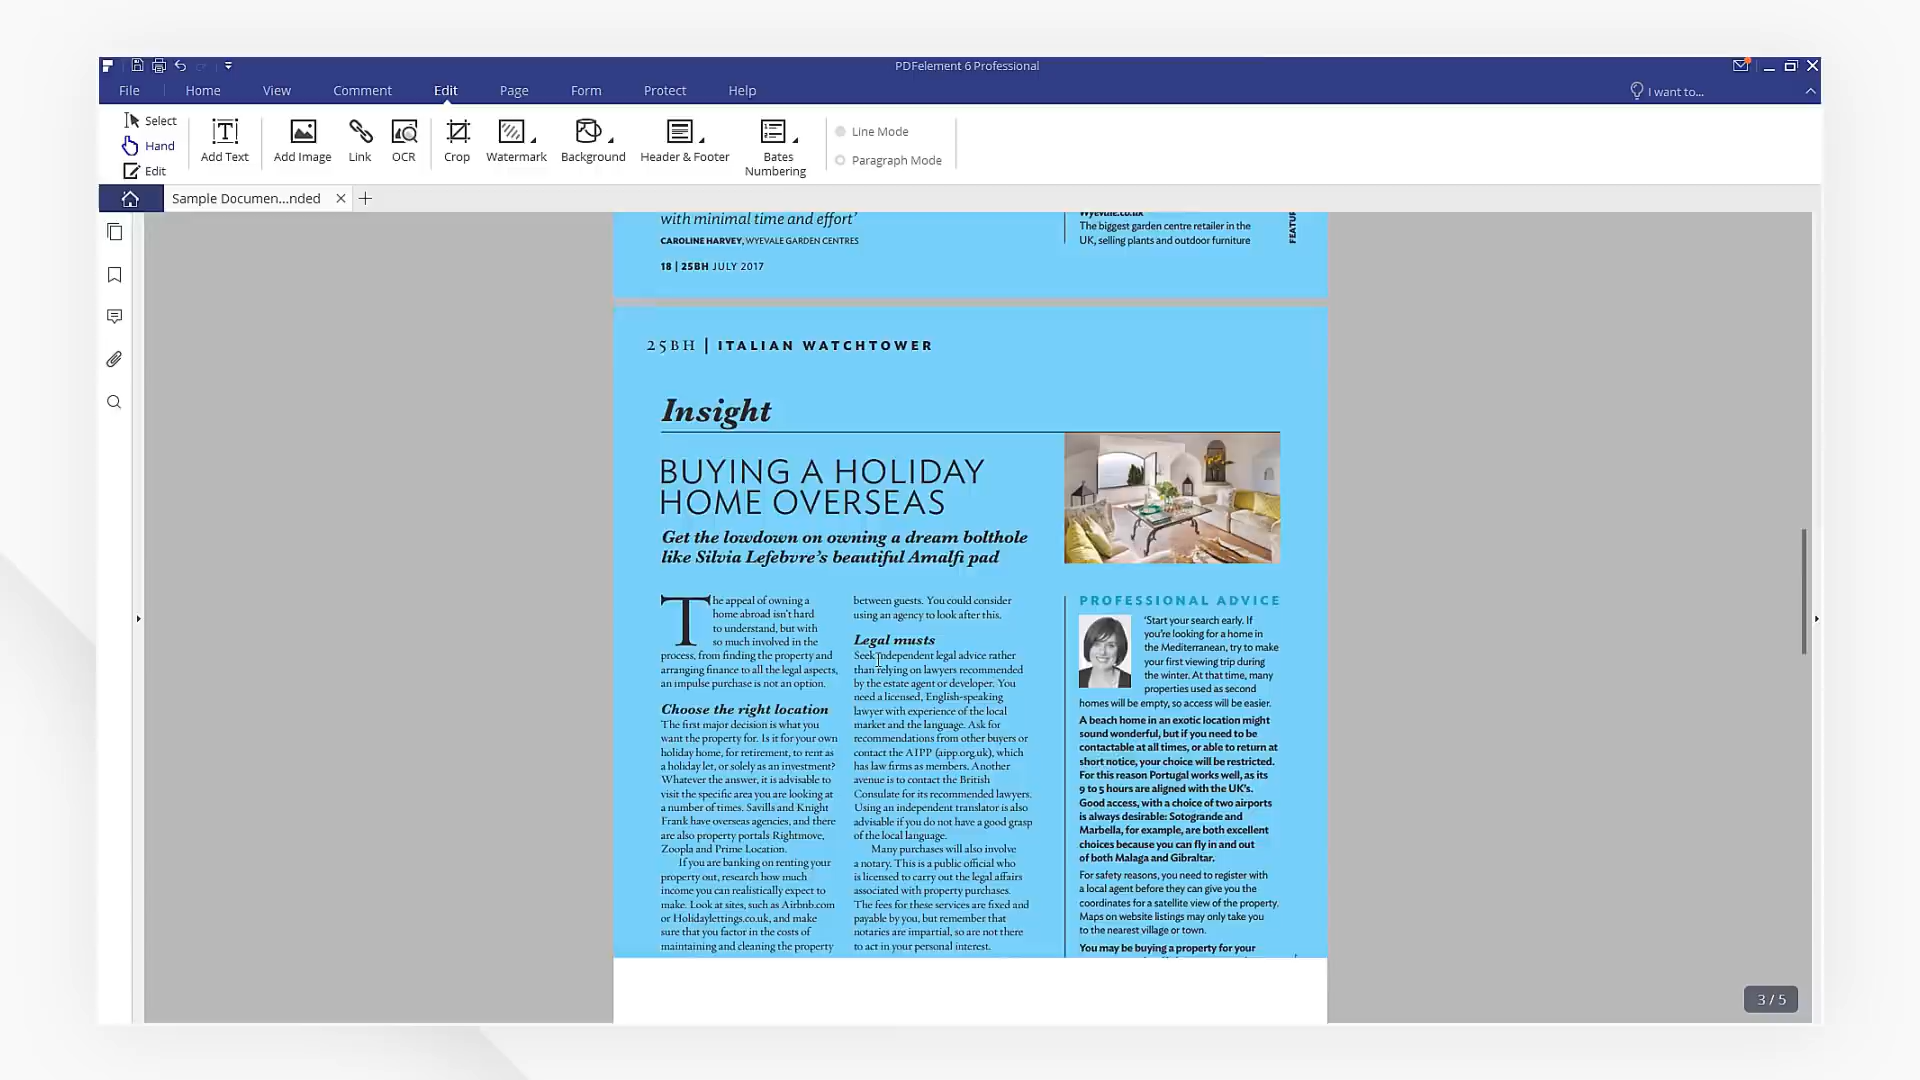 PDFelement 6 Professional
File
Home
View
Comment
Edit
Page
Form
Protect
Help
I want to...
Select
Hand
Edit
Add Text
Add Image
Link
OCR
Crop
Watermark
Background
Header & Footer
Bates
Numbering
Line Mode
Paragraph Mode
Sample Documen...nded
with minimal time and effort’
CAROLINE HARVEY, WYEVALE GARDEN CENTRES
18 | 25BH JULY 2017
Wyevale.co.uk
The biggest garden centre retailer in the
UK, selling plants and outdoor furniture
25BH | ITALIAN WATCHTOWER
Insight
BUYING A HOLIDAY
HOME OVERSEAS
Get the lowdown on owning a dream bolthole
like Silvia Lefebvre’s beautiful Amalfi pad
The appeal of owning a
home abroad isn’t hard
to understand, but with
so much involved in the
process, from finding the property and
arranging finance to all the legal aspects,
an impulse purchase is not an option.
Choose the right location
The first major decision is what you
want the property for. Is it for your own
holiday home, for retirement, to rent as
a holiday let, or solely as an investment?
Whatever the answer, it is advisable to
visit the specific area you are looking at
a number of times. Savills and Knight
Frank have overseas agencies, and there
are also property portals Rightmove,
Zoopla and Prime Location.
If you are banking on renting your
property out, research how much
income you can realistically expect to
make. Look at sites, such as Airbnb.com
or Holidaylettings.co.uk, and make
sure that you factor in the costs of
maintaining and cleaning the property
between guests. You could consider
using an agency to look after this.
Legal musts
Seek independent legal advice rather
than relying on lawyers recommended
by the estate agent or developer. You
need a licensed, English-speaking
lawyer with experience of the local
market and the language. Ask for
recommendations from other buyers or
contact the AIPP (aipp.org.uk), which
has law firms as members. Another
avenue is to contact the British
Consulate for its recommended lawyers.
Using an independent translator is also
advisable if you do not have a good grasp
of the local language.
Many purchases will also involve
a notary. This is a public official who
is licensed to carry out the legal affairs
associated with property purchases.
The fees for these services are fixed and
payable by you, but remember that
notaries are impartial, so are not there
to act in your personal interest.
PROFESSIONAL ADVICE
‘Start your search early. If
you’re looking for a home in
the Mediterranean, try to make
your first viewing trip during
the winter. At that time, many
properties used as second
homes will be empty, so access will be easier.
A beach home in an exotic location might
sound wonderful, but if you need to be
contactable at all times, or able to return at
short notice, your choice will be restricted.
For this reason Portugal works well, as its
9 to 5 hours are aligned with the UK’s.
Good access, with a choice of two airports
is always desirable: Sotogrande and
Marbella, for example, are both excellent
choices because you can fly in and out
of both Malaga and Gibraltar.
For safety reasons, you need to register with
a local agent before they can give you the
coordinates for a satellite view of the property.
Maps on website listings may only take you
to the nearest village or town.
You may be buying a property for your
3 / 5